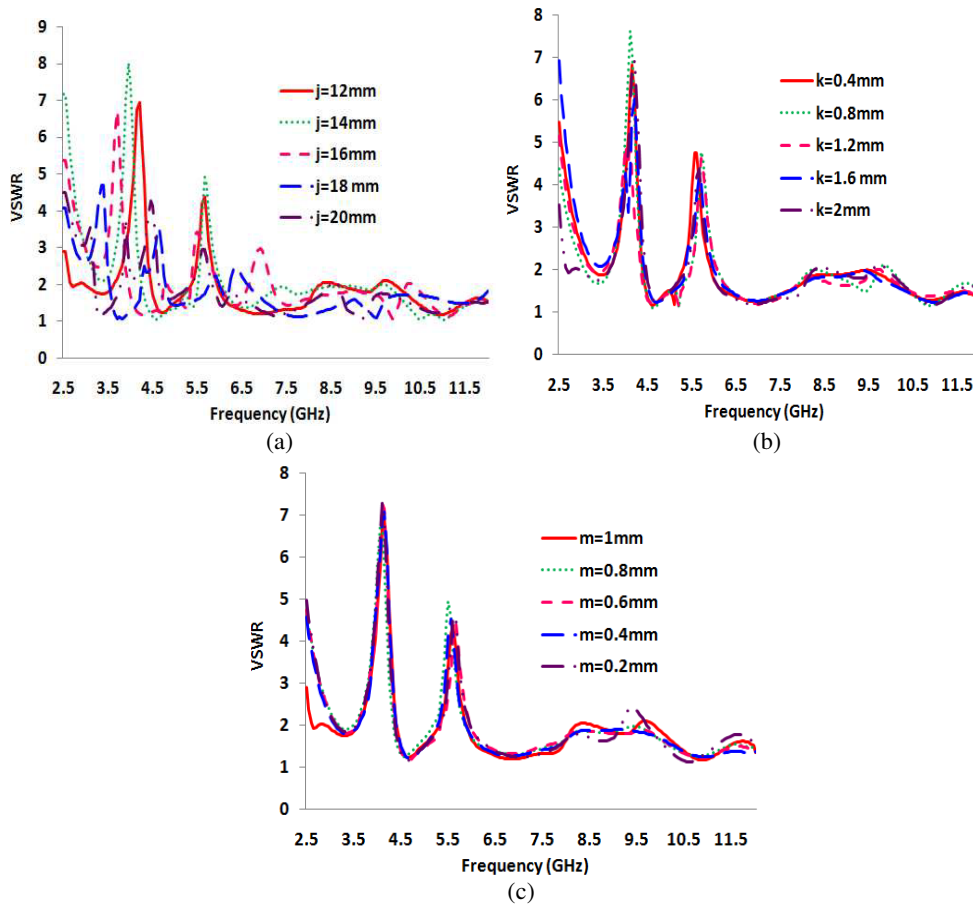 9
8
7
6
5
4
3
2
1
0
VSWR
j=12mm
j=14mm
j=16mm
j=18 mm
j=20mm
2.5 3.5 4.5 5.5 6.5 7.5 8.5 9.5 10.5 11.5
Frequency (GHz)
(a)
8
7
6
5
4
3
2
1
0
VSWR
k=0.4mm
k=0.8mm
k=1.2mm
k=1.6 mm
k=2mm
2.5 3.5 4.5 5.5 6.5 7.5 8.5 9.5 10.5 11.5
Frequency (GHz)
(b)
8
7
6
5
4
3
2
1
0
VSWR
m=1mm
m=0.8mm
m=0.6mm
m=0.4mm
m=0.2mm
2.5 3.5 4.5 5.5 6.5 7.5 8.5 9.5 10.5 11.5
Frequency (GHz)
(c)